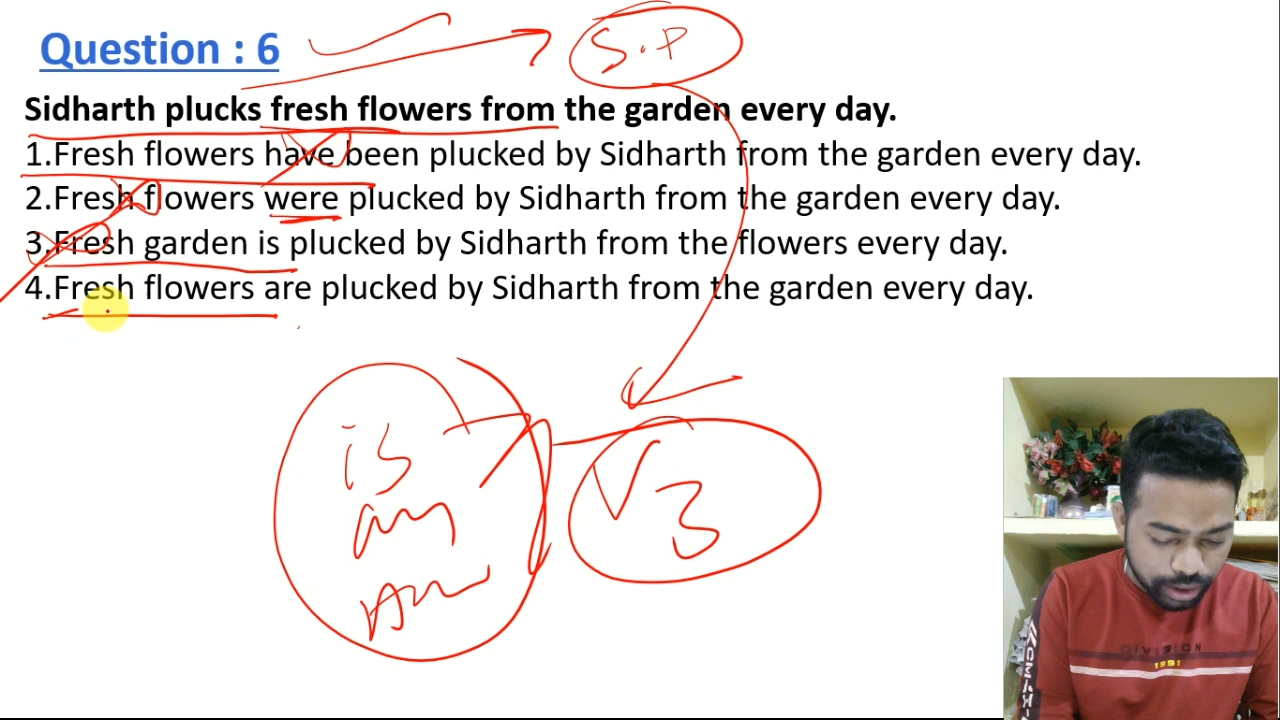 Question : 6
S.P
Sidharth plucks fresh flowers from the garden every day.
1.Fresh flowers have been plucked by Sidharth from the garden every day.
2.Fresh flowers were plucked by Sidharth from the garden every day.
3.Fresh garden is plucked by Sidharth from the flowers every day.
4.Fresh flowers are plucked by Sidharth from the garden every day.
is
am
V3
DIVISION
1991